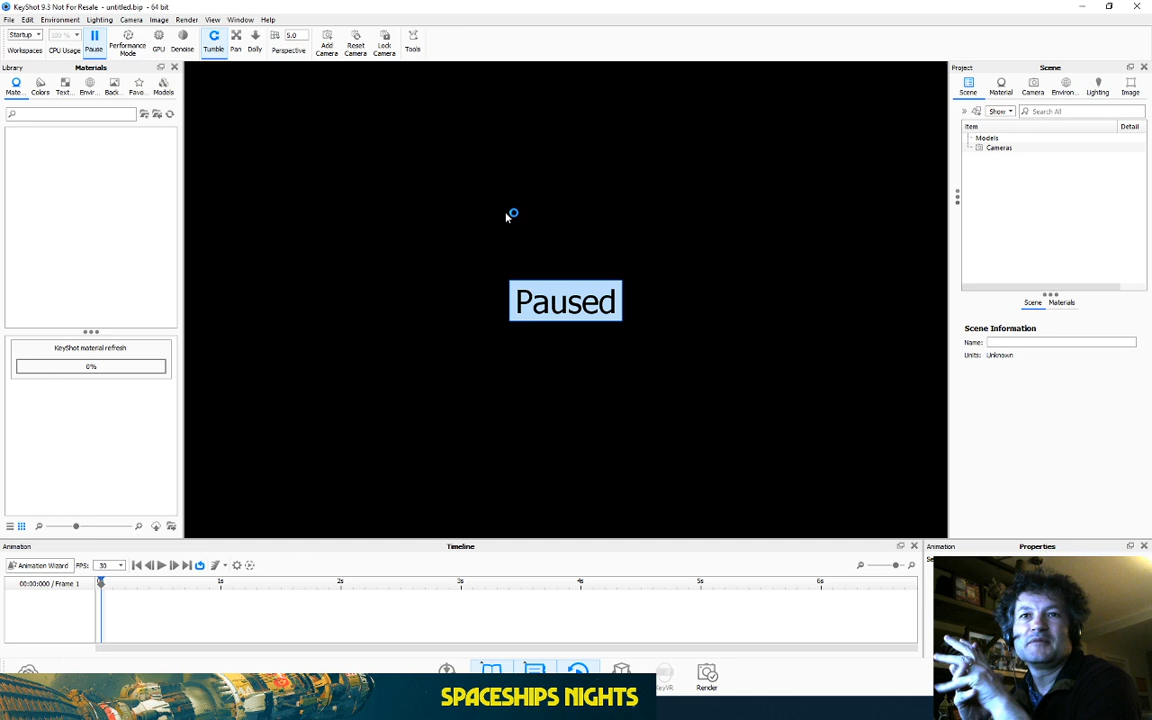 KeyShot 9.3 Not For Resale - untitled.bip - 64 bit
File Edit Environment Lighting Camera Image Render View Window Help
Startup 100 % 5.0
Workspaces CPU Usage Pause Performance Mode GPU Denoise Tumble Pan Dolly Perspective Add Camera Reset Camera Lock Camera Tools
Library Materials
Mate... Colors Text... Envir... Back... Favo... Models
KeyShot material refresh
0%
Paused
Project Scene
Scene Material Camera Environ... Lighting Image
Show Search All
Item Detail
Models
Cameras
Scene Materials
Scene Information
Name:
Units: Unknown
Animation Timeline
Animation Wizard FPS: 30
00:00:000 / Frame 1 1s 2s 3s 4s 5s 6s
Animation Properties
Render
SPACESHIPS NIGHTS